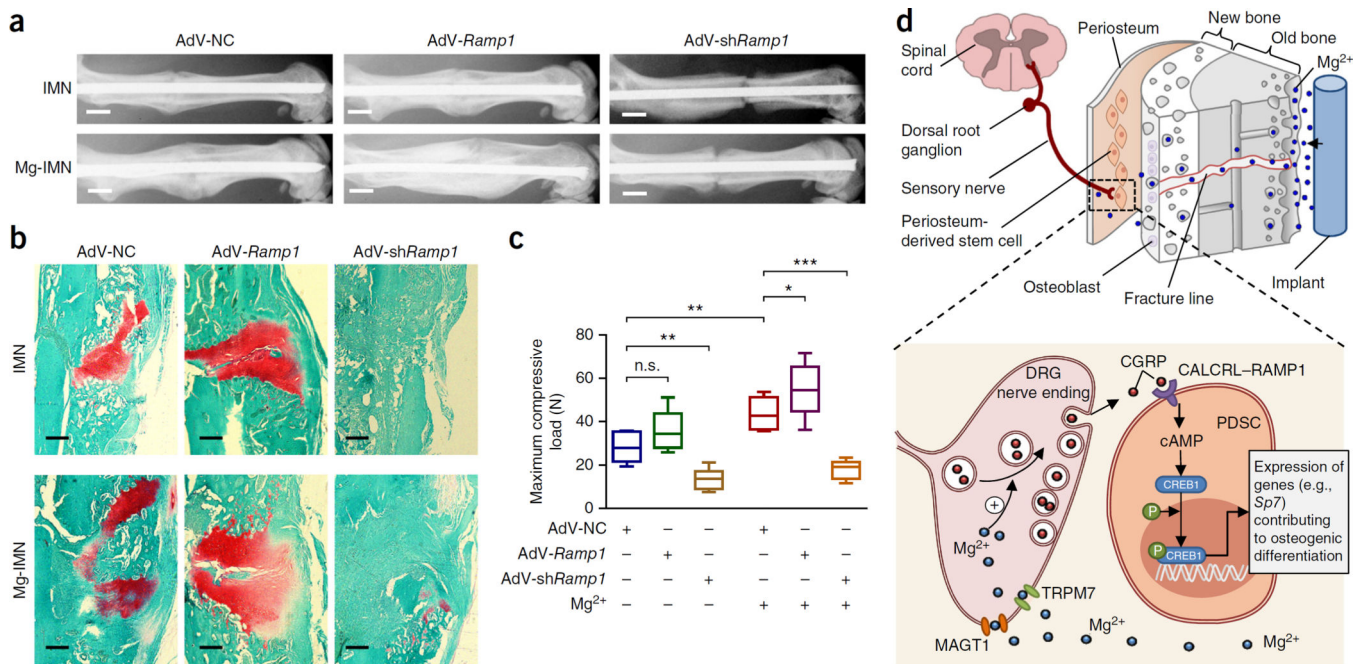 a
AdV-NC
AdV-Ramp1
AdV-shRamp1
IMN
Mg-IMN
b
AdV-NC
AdV-Ramp1
AdV-shRamp1
IMN
Mg-IMN
c
Maximum compressive
load (N)
80
60
40
20
0
n.s.
**
**
*
***
AdV-NC + – – + – –
AdV-Ramp1 – + – – + –
AdV-shRamp1 – – + – – +
Mg2+ – – – + + +
d
Spinal
cord
Periosteum
New bone
Old bone
Mg2+
Dorsal root
ganglion
Sensory nerve
Periosteum-
derived stem cell
Osteoblast
Fracture line
Implant
DRG
nerve ending
CGRP
CALCRL–RAMP1
cAMP
PDSC
CREB1
P
P
CREB1
Expression of
genes (e.g.,
Sp7)
contributing
to osteogenic
differentiation
+
Mg2+
TRPM7
MAGT1
Mg2+
Mg2+